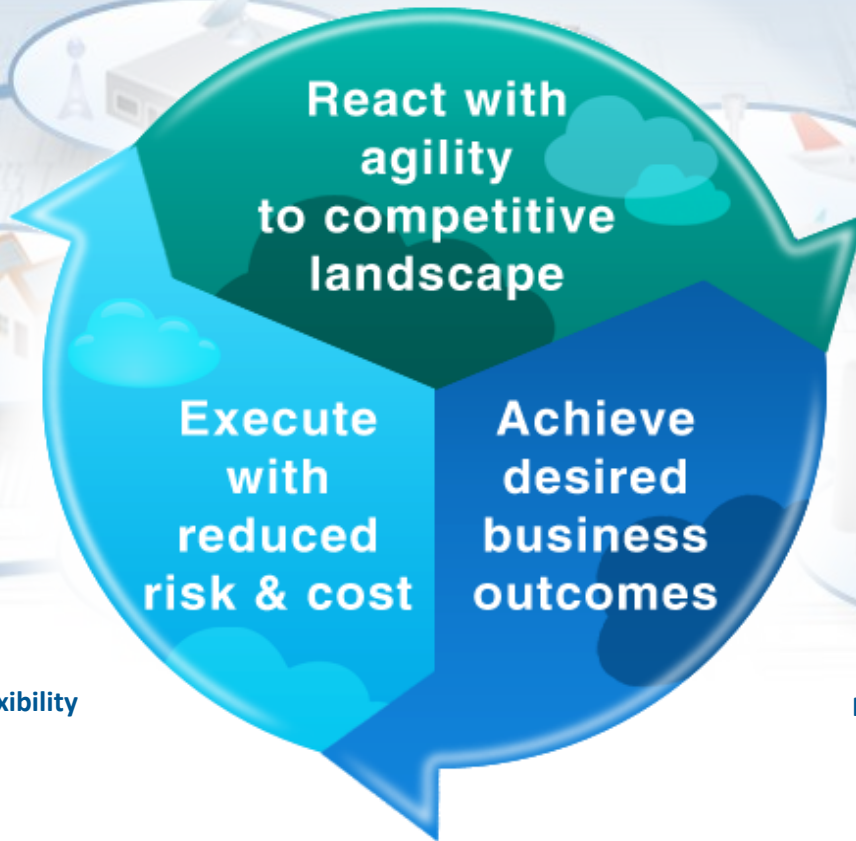 React with
agility
to competitive
landscape
Execute
with
reduced
risk & cost
Achieve
desired
business
outcomes
xibility